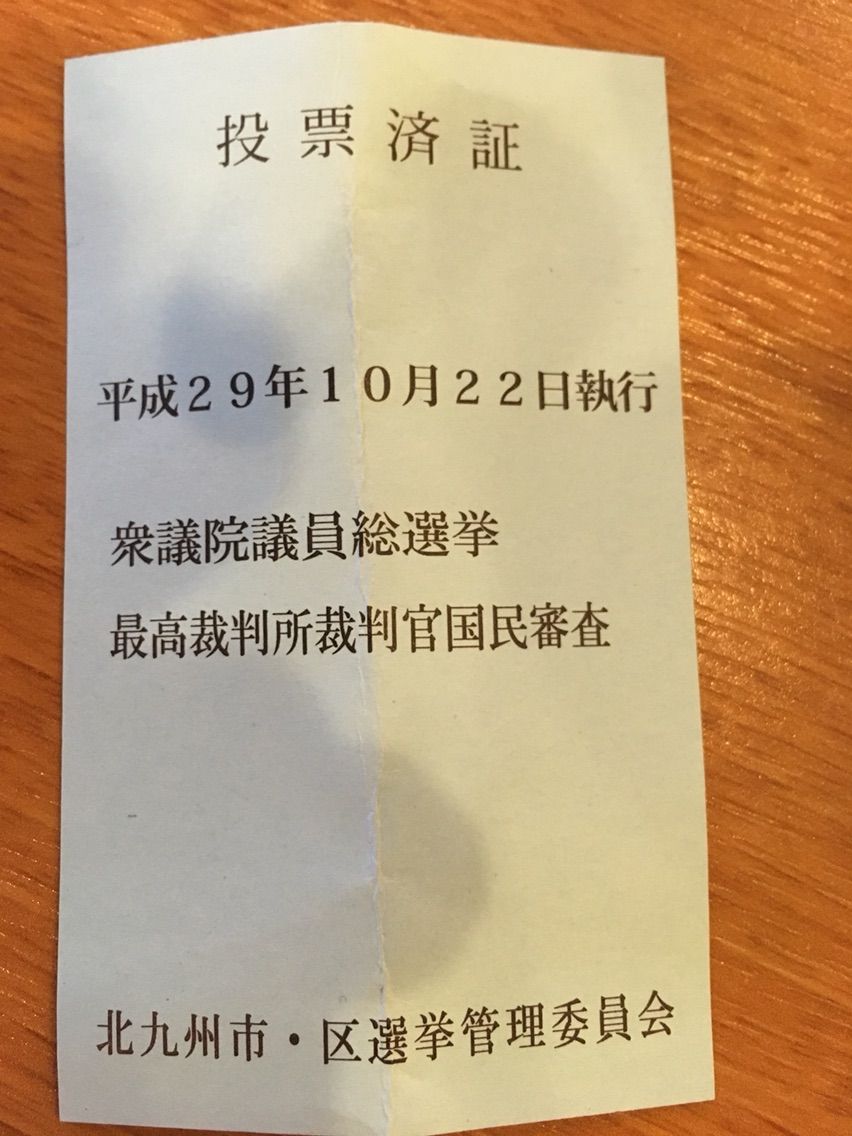 投票済証
平成２９年１０月２２日執行
衆議院議員総選挙
最高裁判所裁判官国民審査
北九州市・区選挙管理委員会